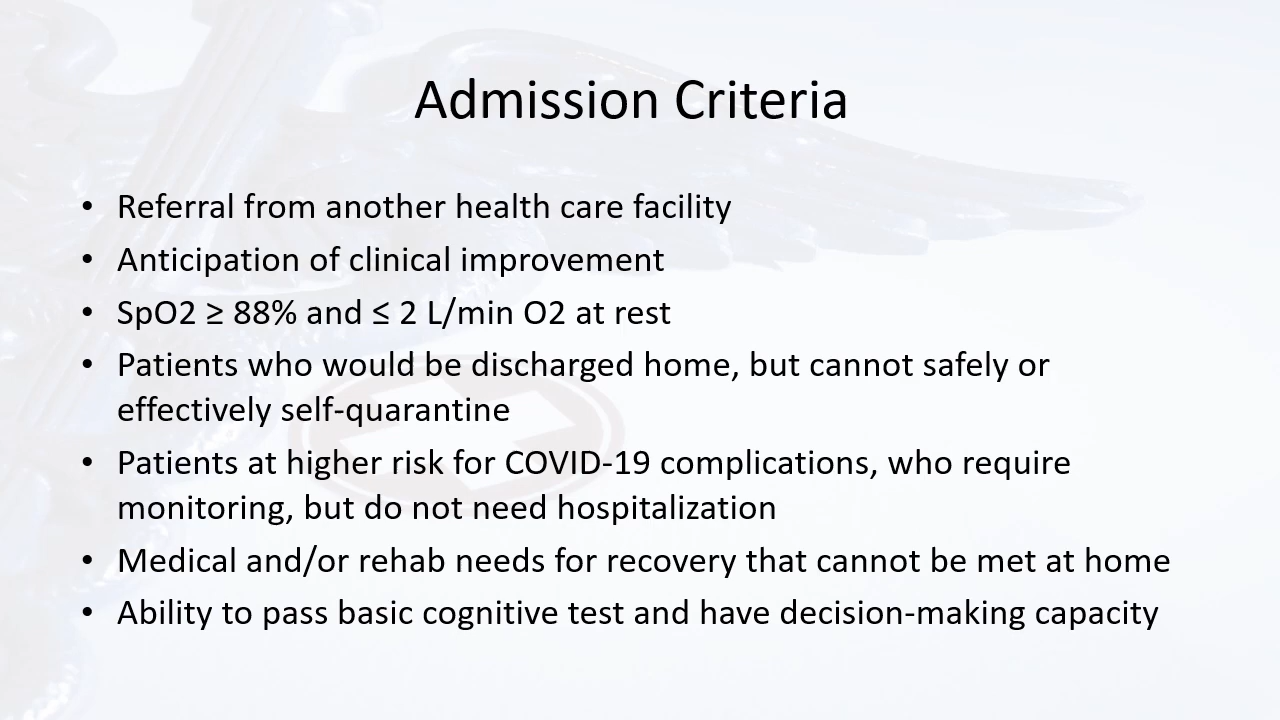 Admission Criteria
• Referral from another health care facility
• Anticipation of clinical improvement
• SpO2 ≥ 88% and ≤ 2 L/min O2 at rest
• Patients who would be discharged home, but cannot safely or
effectively self-quarantine
• Patients at higher risk for COVID-19 complications, who require
monitoring, but do not need hospitalization
• Medical and/or rehab needs for recovery that cannot be met at home
• Ability to pass basic cognitive test and have decision-making capacity